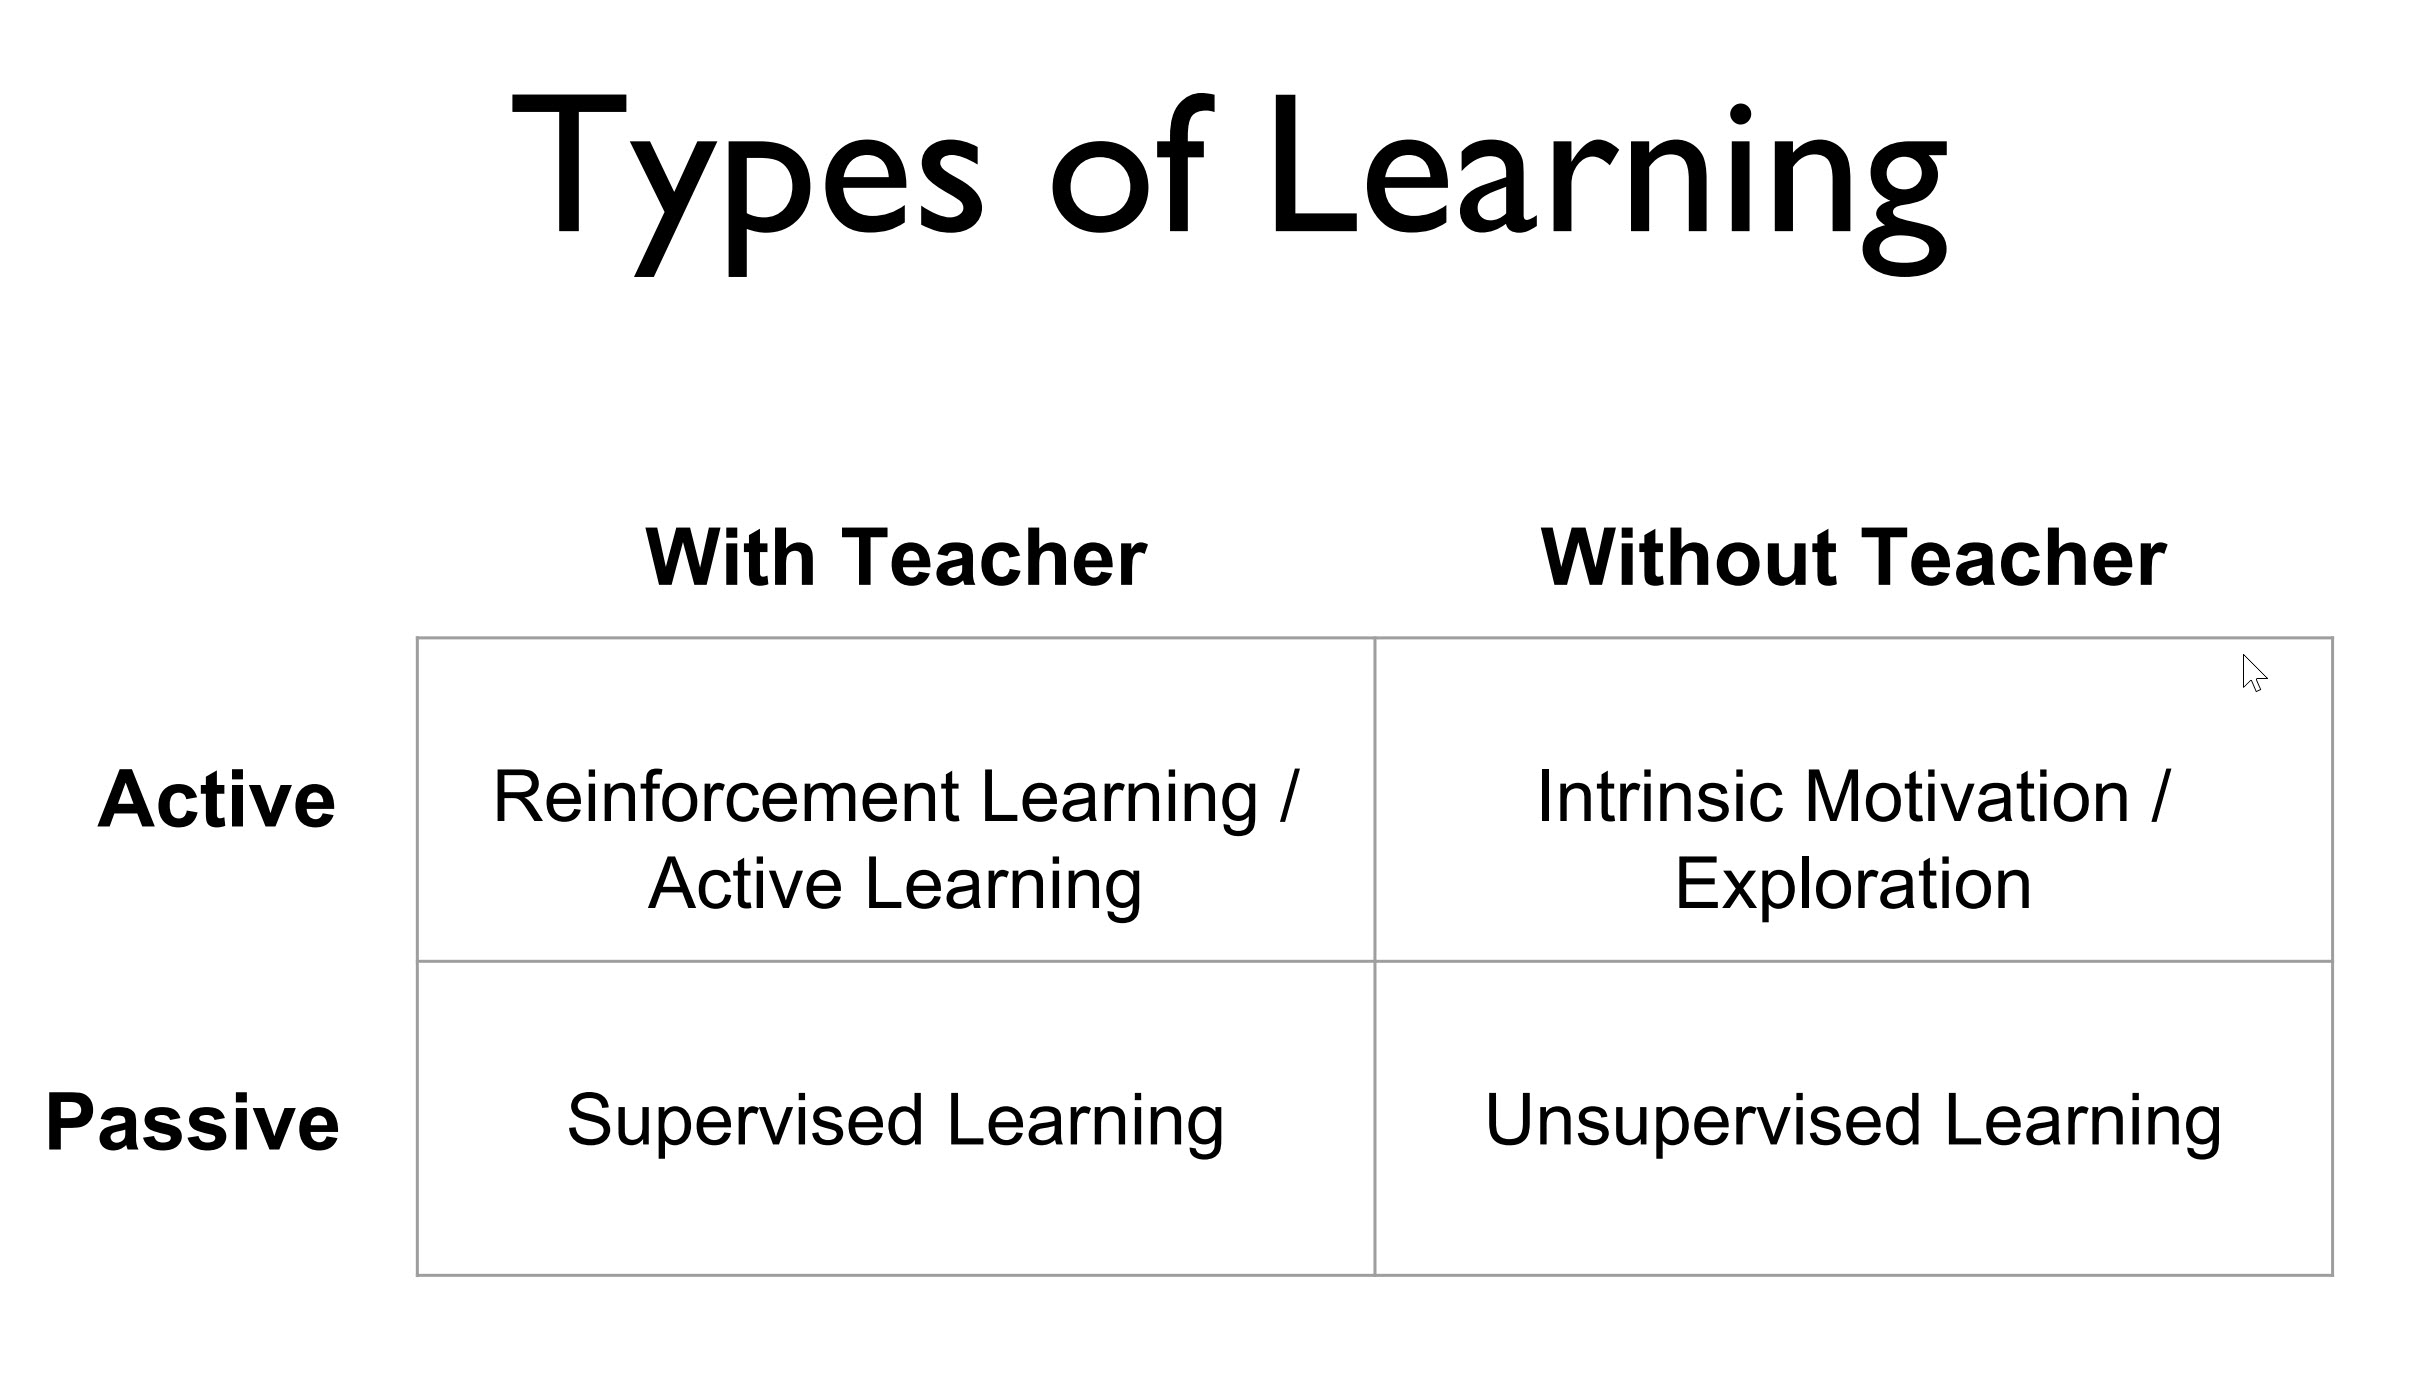 Types of Learning
With Teacher
Without Teacher
Active
Reinforcement Learning /
Active Learning
Intrinsic Motivation /
Exploration
Passive
Supervised Learning
Unsupervised Learning